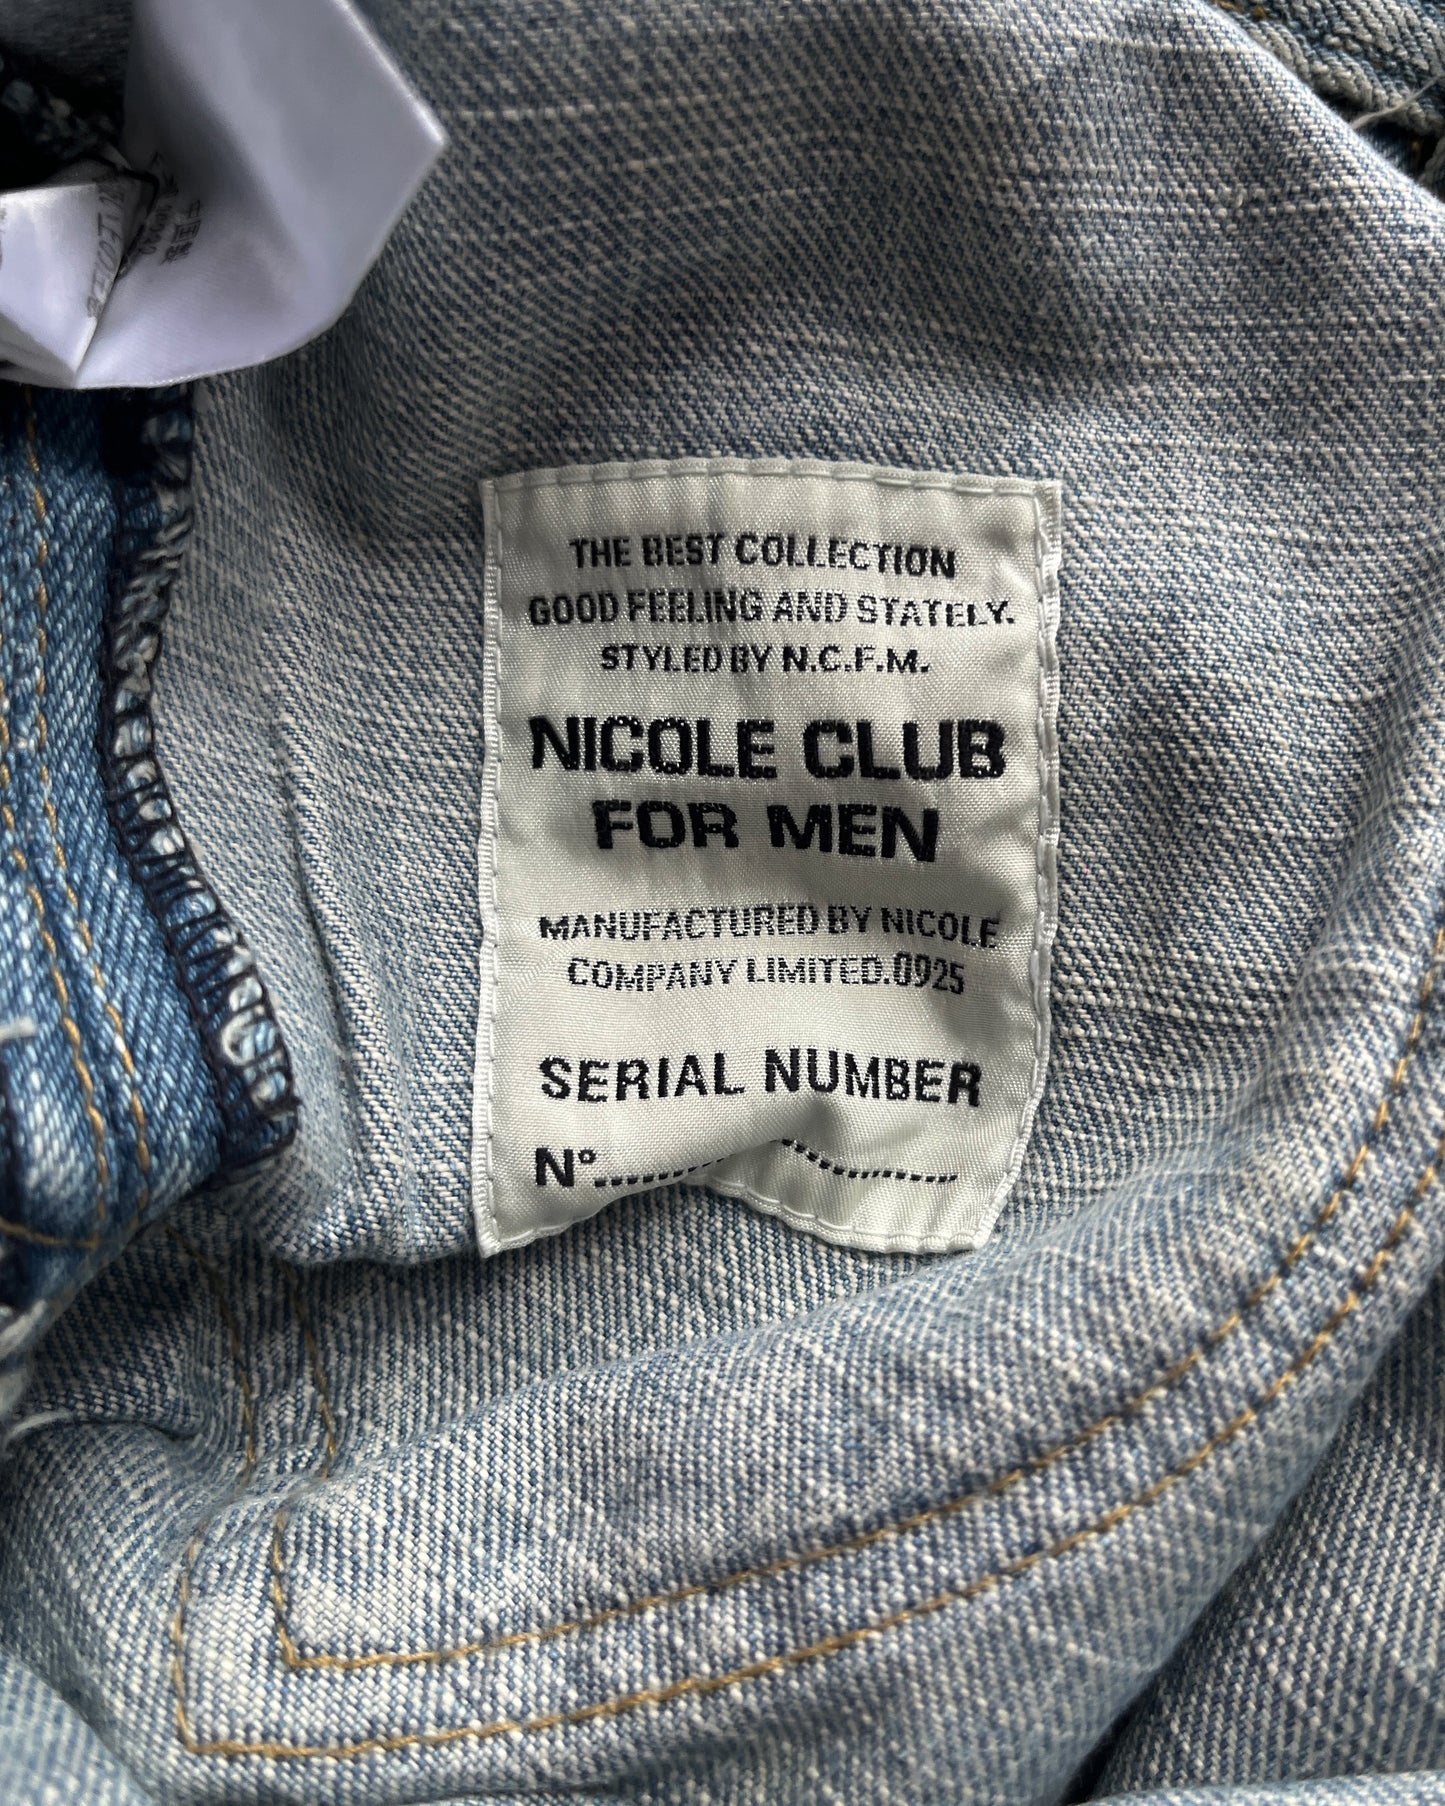 THE BEST COLLECTION
GOOD FEELING AND STATELY.
STYLED BY N.C.F.M.
NICOLE CLUB
FOR MEN
MANUFACTURED BY NICOLE
COMPANY LIMITED.0925
SERIAL NUMBER
Nº